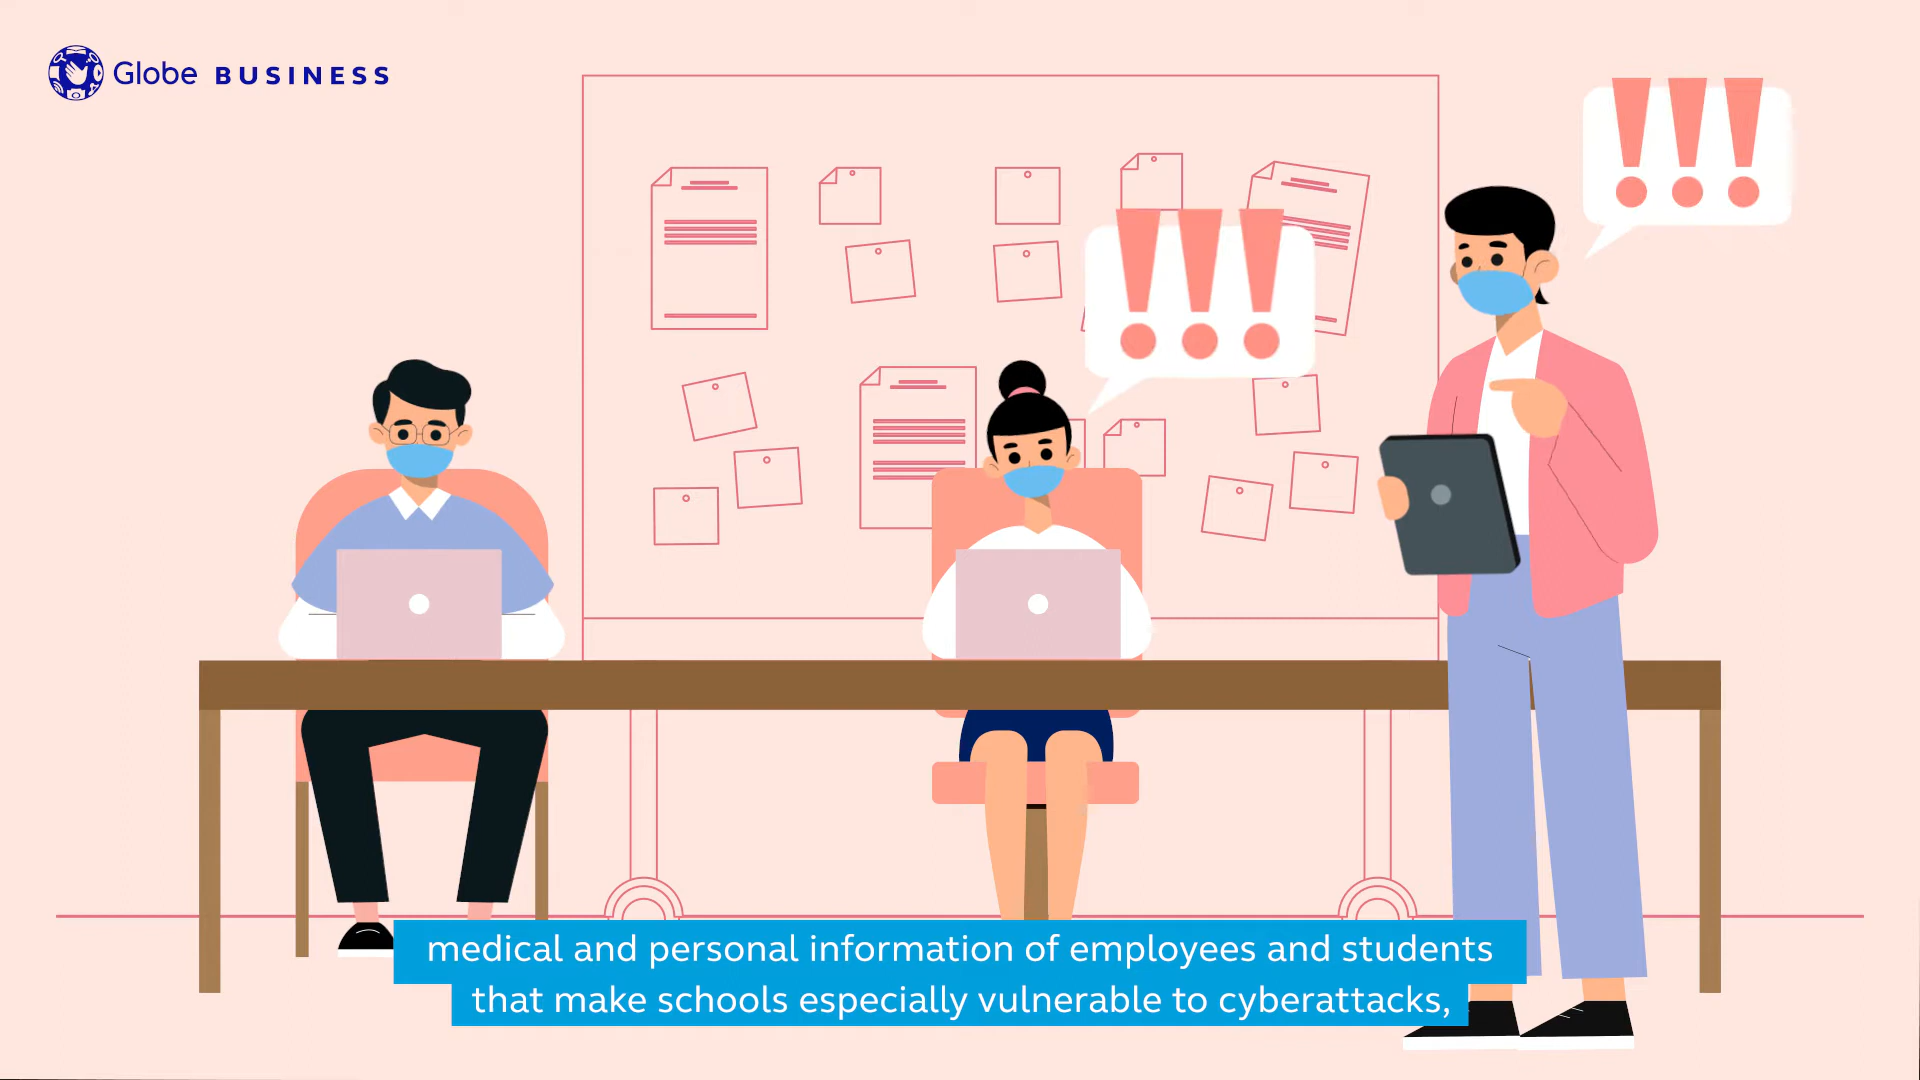 Globe BUSINESS
!!!
!!!
medical and personal information of employees and students
that make schools especially vulnerable to cyberattacks,